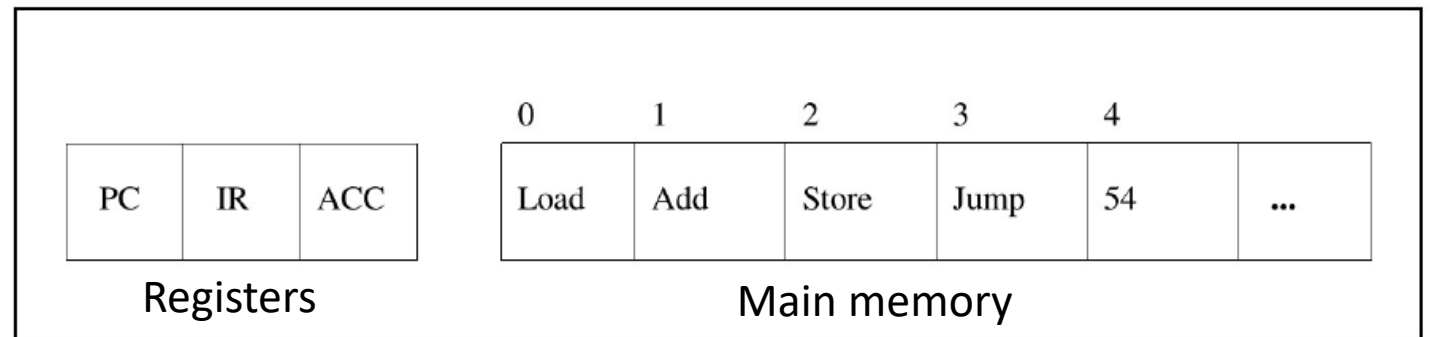 0 1 2 3 4
PC IR ACC Load Add Store Jump 54 ...
Registers Main memory